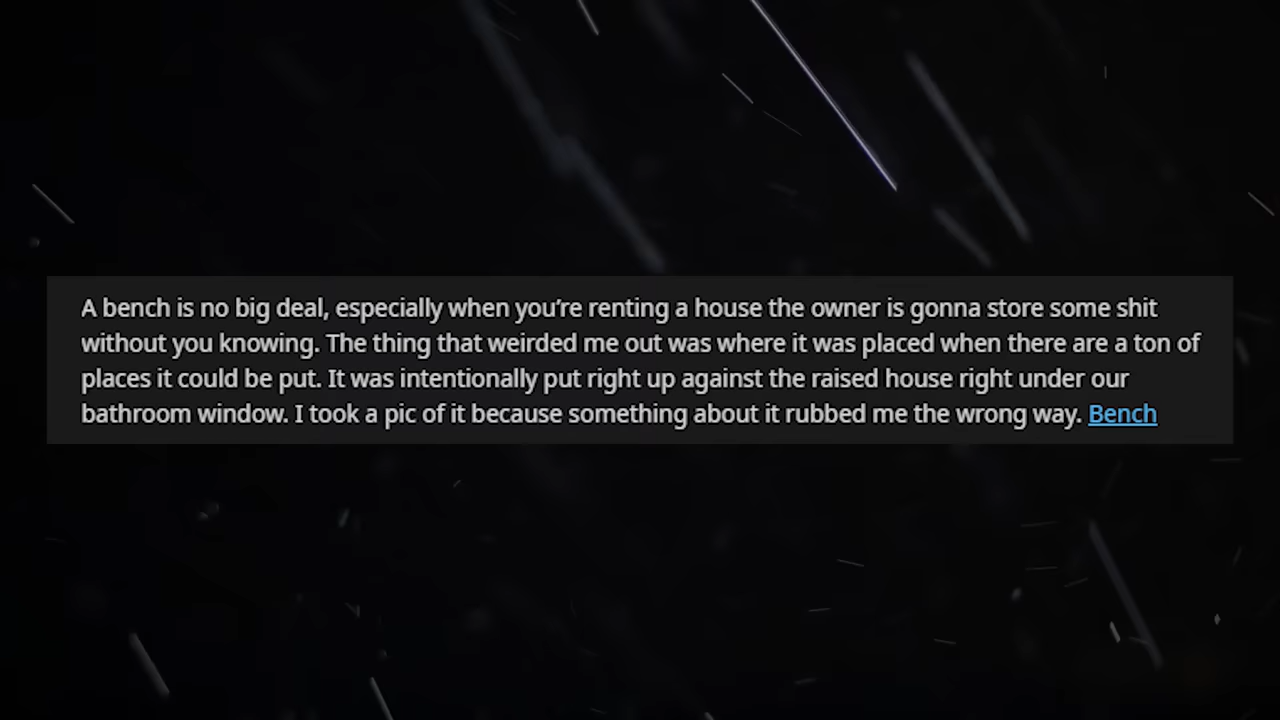 A bench is no big deal, especially when you’re renting a house the owner is gonna store some shit
without you knowing. The thing that weirded me out was where it was placed when there are a ton of
places it could be put. It was intentionally put right up against the raised house right under our
bathroom window. I took a pic of it because something about it rubbed me the wrong way. Bench